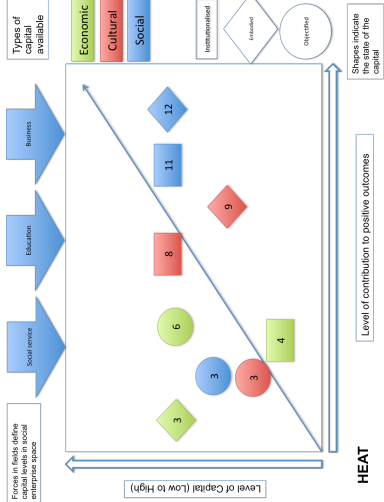 Forces in fields define
capital levels in social
enterprise space
Social service
Education
Business
Types of
capital
available
Economic
Cultural
Social
Institutionalised
Embodied
Objectified
Shapes indicate
the state of the
capital
Level of Capital (Low to High)
3
6
8
11
12
3
3
9
4
Level of contribution to positive outcomes
HEAT